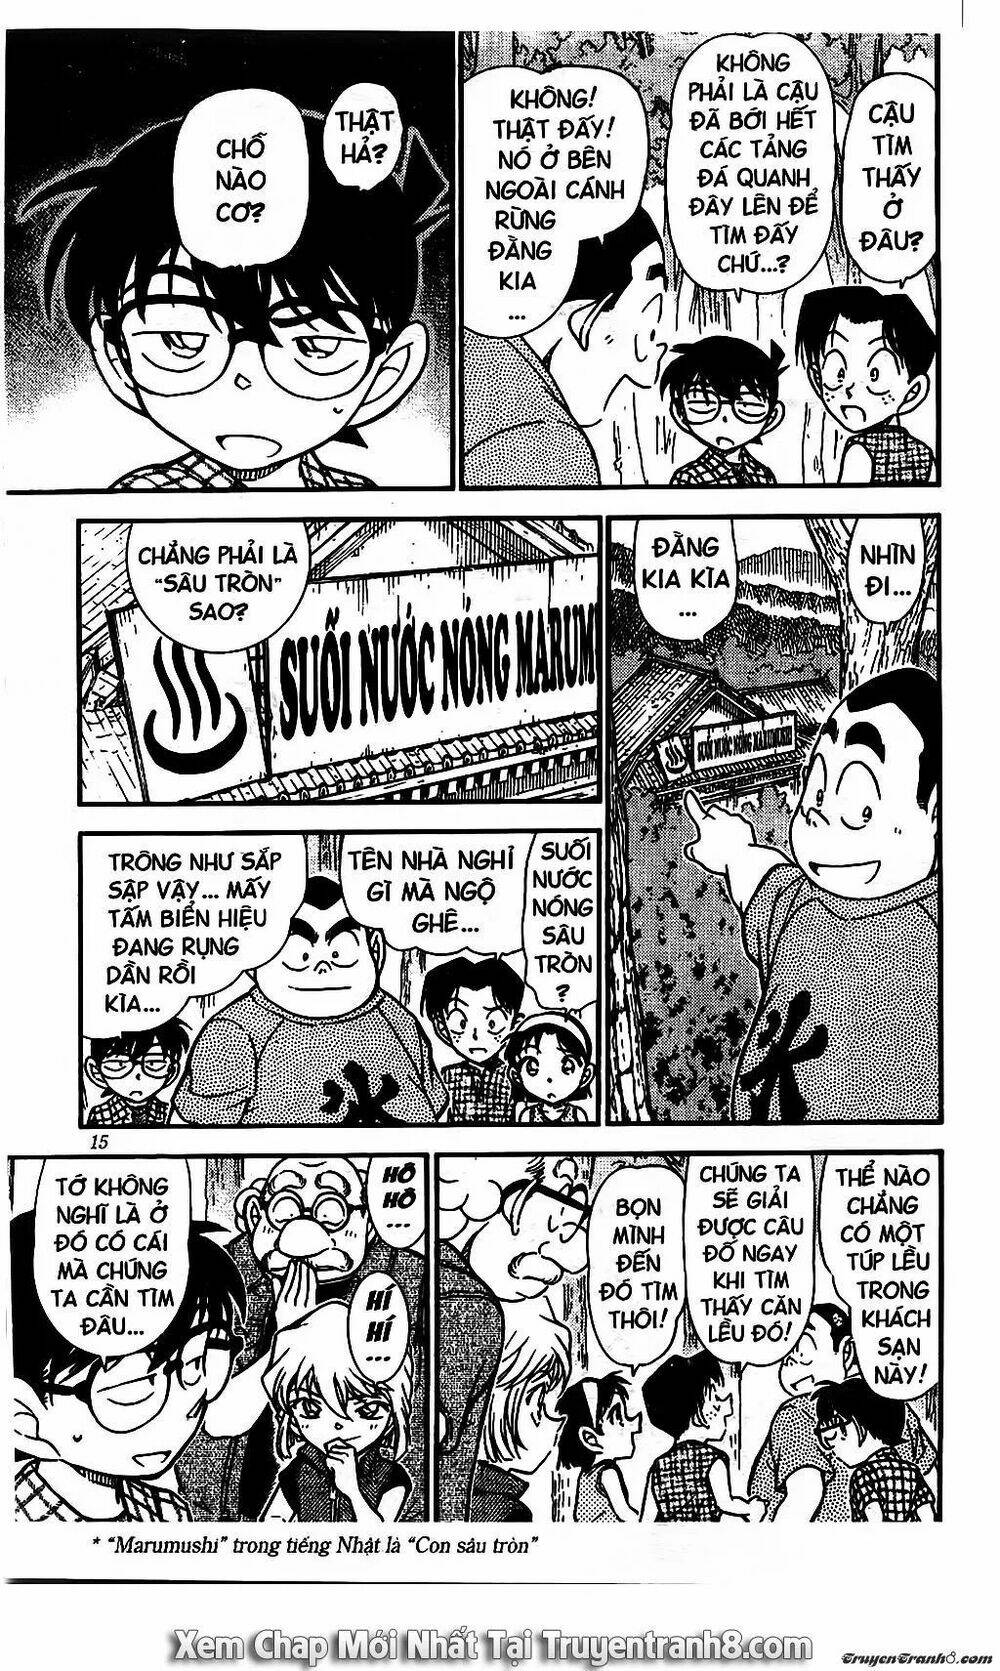 CẬU
TÌM
THẤY
Ở
ĐÂU?
KHÔNG
PHẢI LÀ CẬU
ĐÃ BỚI HẾT
CÁC TẢNG
ĐÁ QUANH
ĐÂY LÊN ĐỂ
TÌM ĐẤY
CHỨ...?
KHÔNG!
THẬT ĐẤY!
NÓ Ở BÊN
NGOÀI CÁNH
RỪNG
ĐẰNG
KIA
...
THẬT
HẢ?
CHỖ
NÀO
CƠ?
NHÌN
ĐI...
ĐẰNG
KIA KÌA
...
SUỐI NƯỚC NÓNG MARUMUSHI
CHẲNG PHẢI LÀ
“SÂU TRÒN”
SAO?
SUỐI NƯỚC NÓNG MARUM
SUỐI
NƯỚC
NÓNG
SÂU
TRÒN
?
TÊN NHÀ NGHỈ
GÌ MÀ NGỘ
GHÊ...
TRÔNG NHƯ SẮP
SẬP VẬY... MẤY
TẤM BIỂN HIỆU
ĐANG RỤNG
DẦN RỒI
KÌA...
15
THỂ NÀO
CHẲNG
CÓ MỘT
TÚP LỀU
TRONG
KHÁCH
SẠN
NÀY!
CHÚNG TA
SẼ GIẢI
ĐƯỢC CÂU
ĐỐ NGAY
KHI TÌM
THẤY CĂN
LỀU ĐÓ!
BỌN
MÌNH
ĐẾN
ĐÓ TÌM
THÔI!
HÔ
HÔ
...
HÍ
HÍ
...
TỚ KHÔNG
NGHĨ LÀ Ở
ĐÓ CÓ CÁI
MÀ CHÚNG
TA CẦN TÌM
ĐÂU...
* “Marumushi” trong tiếng Nhật là “Con sâu tròn”
Xem Chap Mới Nhất Tại Truyentranh8.com
TruyenTranh8.com